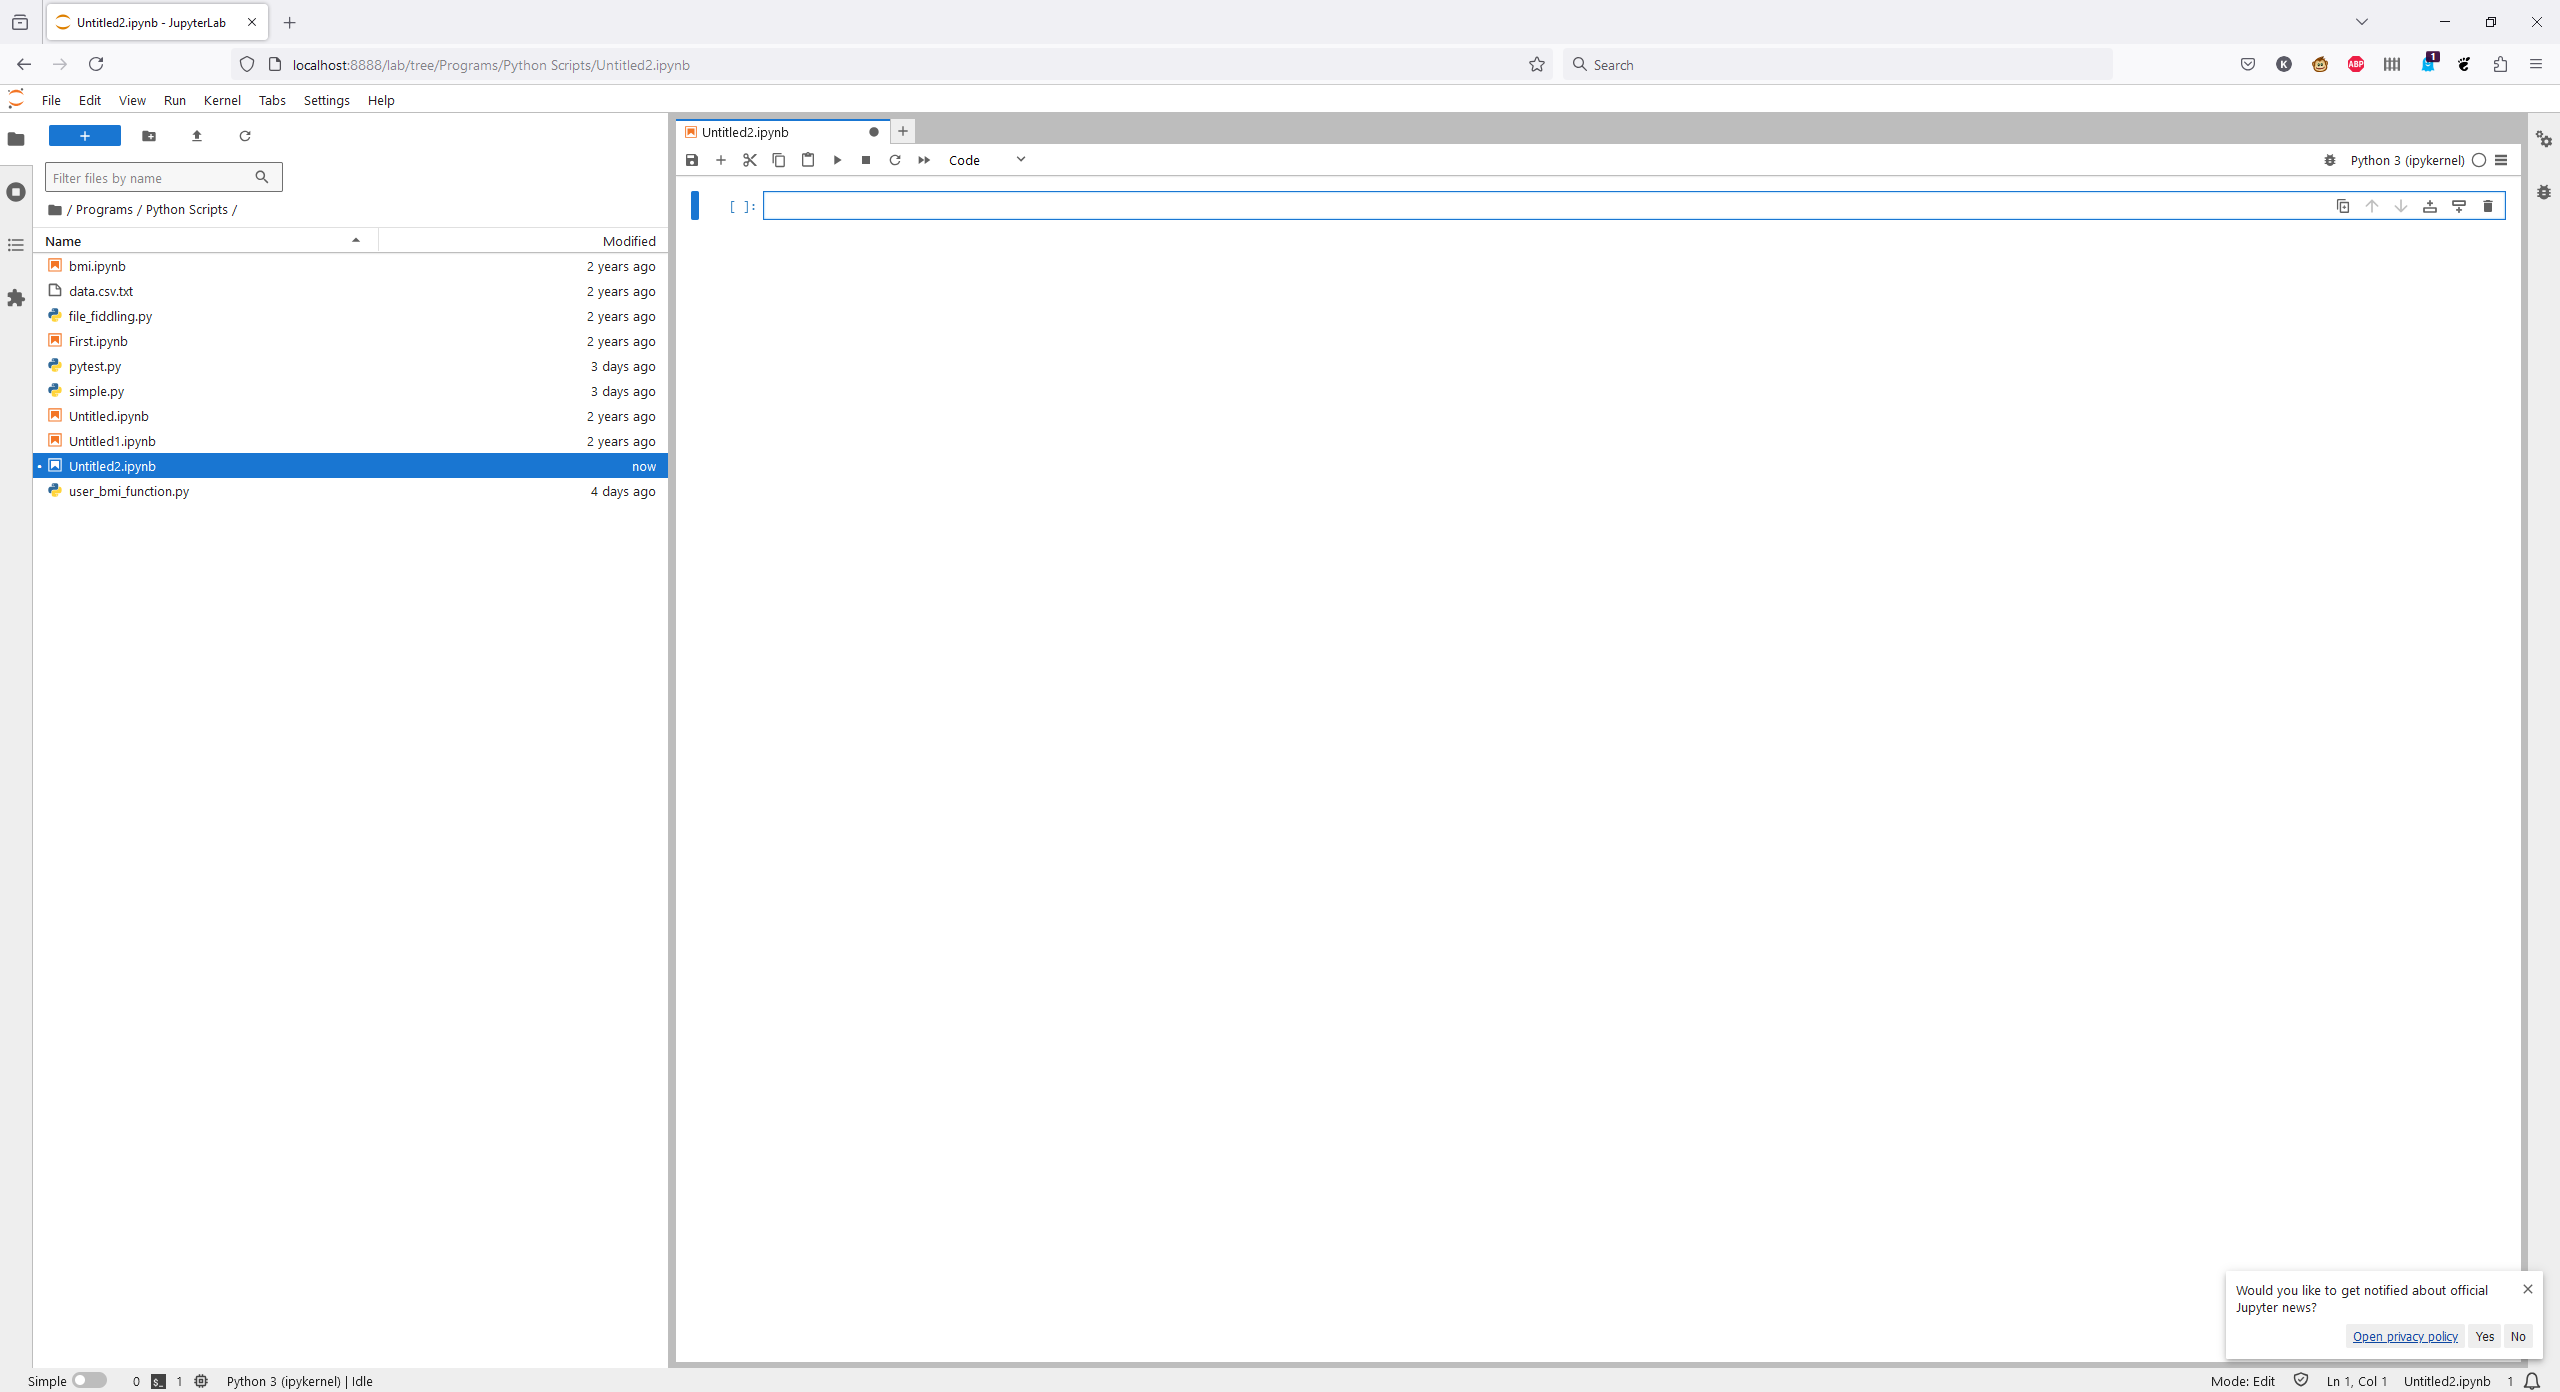 Untitled2.ipynb - JupyterLab
localhost:8888/lab/tree/Programs/Python Scripts/Untitled2.ipynb
Search
K
ABP
1
File Edit View Run Kernel Tabs Settings Help
Filter files by name
/ Programs / Python Scripts /
Name Modified
bmi.ipynb 2 years ago
data.csv.txt 2 years ago
file_fiddling.py 2 years ago
First.ipynb 2 years ago
pytest.py 3 days ago
simple.py 3 days ago
Untitled.ipynb 2 years ago
Untitled1.ipynb 2 years ago
Untitled2.ipynb now
user_bmi_function.py 4 days ago
Untitled2.ipynb
Code
Python 3 (ipykernel)
[ ]:
Would you like to get notified about official
Jupyter news?
Open privacy policy Yes No
Simple 0 $_ 1 Python 3 (ipykernel) | Idle
Mode: Edit Ln 1, Col 1 Untitled2.ipynb 1